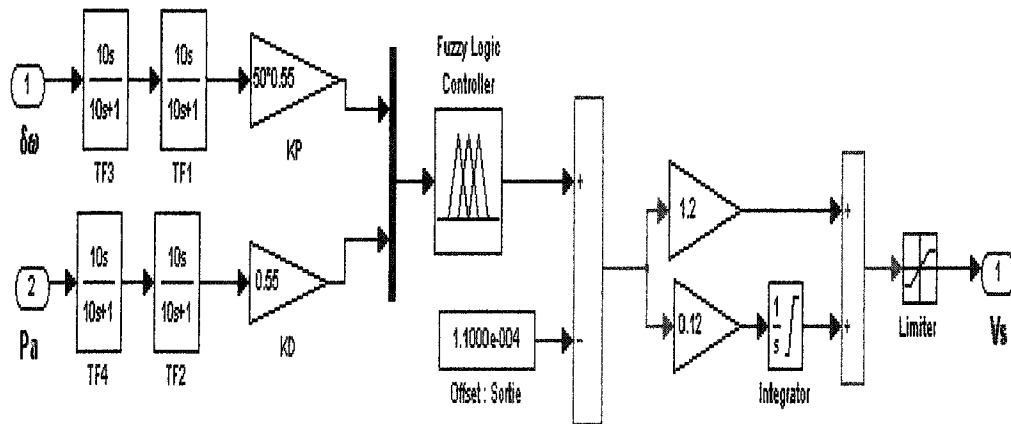 1
δω
10s
10s+1
TF3
10s
10s+1
TF1
50*0.55
KP
2
Pa
10s
10s+1
TF4
10s
10s+1
TF2
0.55
KD
Fuzzy Logic
Controller
1.1000e-004
Offset : Sortie
+
-
1.2
0.12
1
s
Integrator
+
+
Limiter
1
Vs